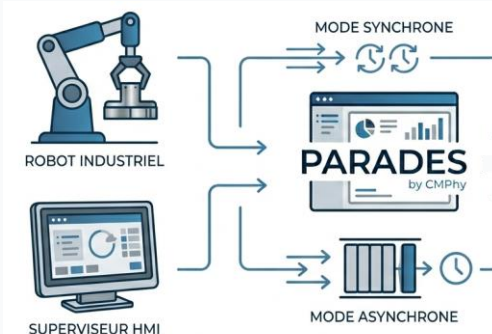 MODE SYNCHRONE
ROBOT INDUSTRIEL
PARADES
by CMPhy
SUPERVISEUR HMI
MODE ASYNCHRONE